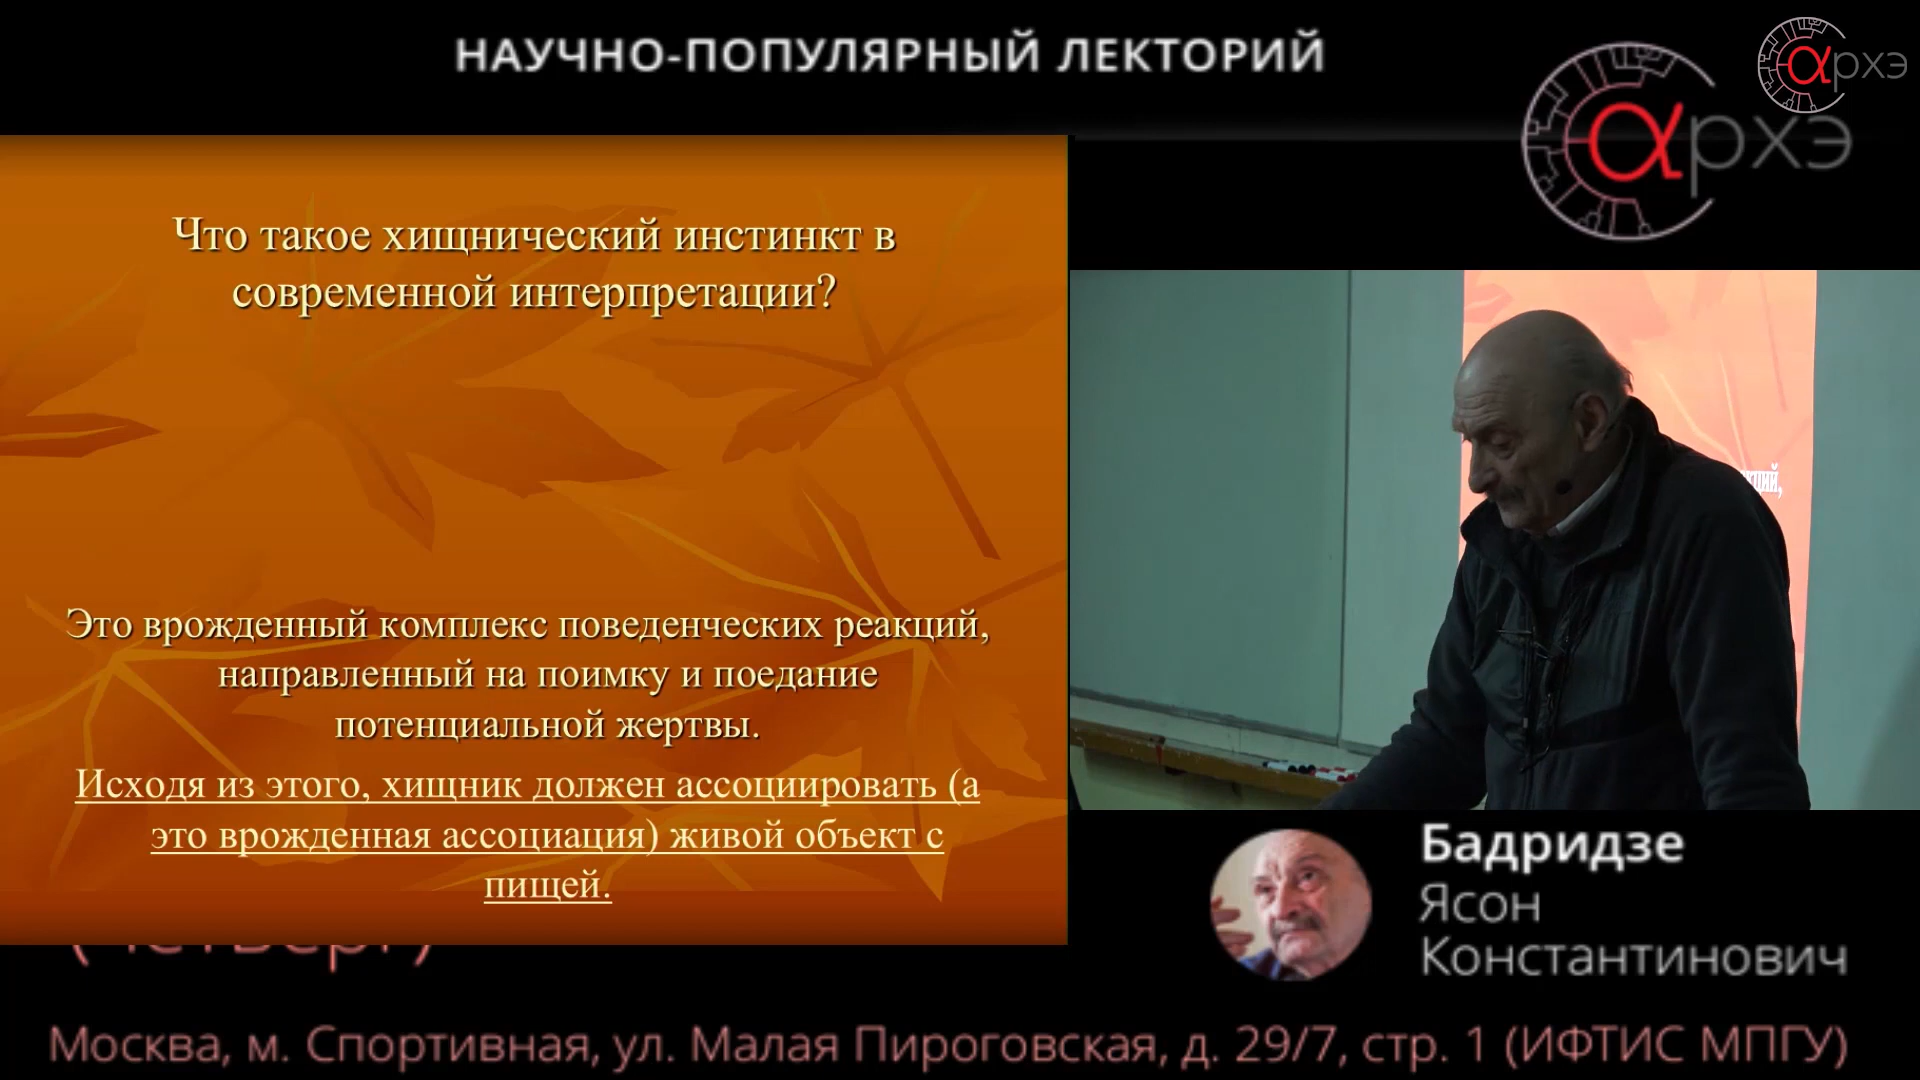 НАУЧНО-ПОПУЛЯРНЫЙ ЛЕКТОРИЙ
αрхэ
αрхэ
Что такое хищнический инстинкт в
современной интерпретации?
Это врожденный комплекс поведенческих реакций,
направленный на поимку и поедание
потенциальной жертвы.
Исходя из этого, хищник должен ассоциировать (а
это врожденная ассоциация) живой объект с
пищей.
Бадридзе
Ясон
Константинович
Москва, м. Спортивная, ул. Малая Пироговская, д. 29/7, стр. 1 (ИФТИС МПГУ)